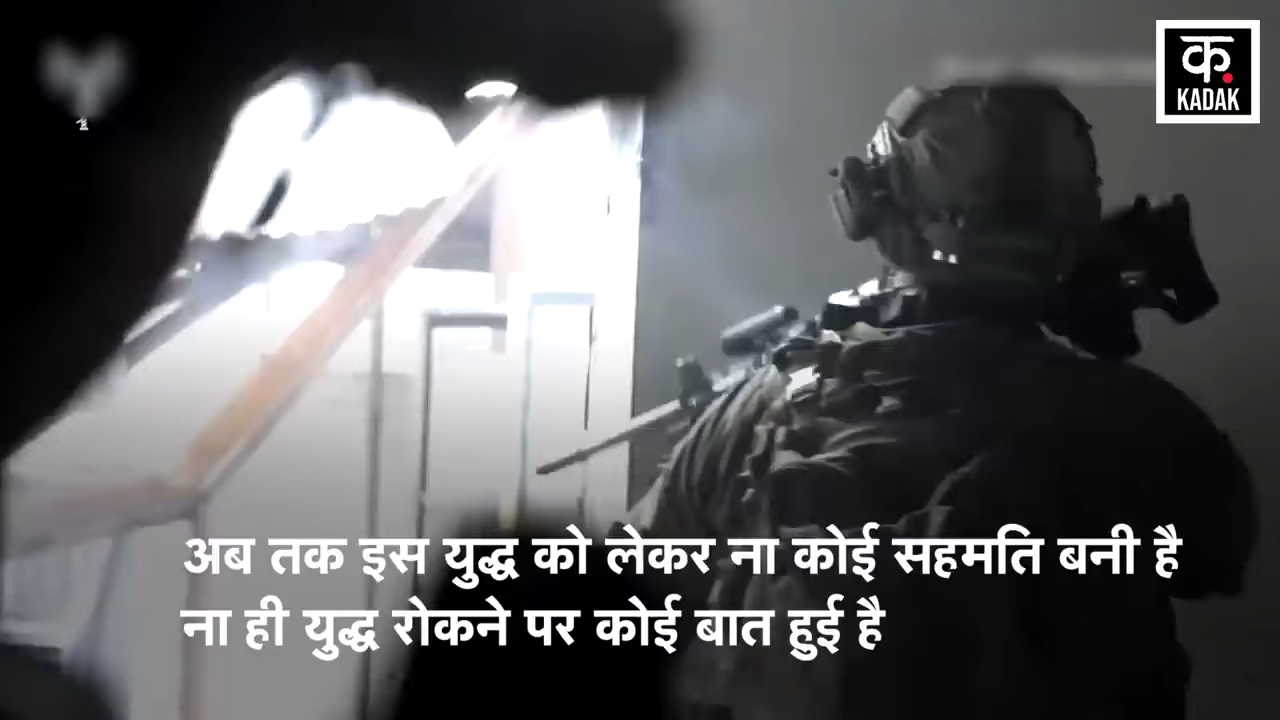 क.
KADAK
अब तक इस युद्ध को लेकर ना कोई सहमति बनी है
ना ही युद्ध रोकने पर कोई बात हुई है